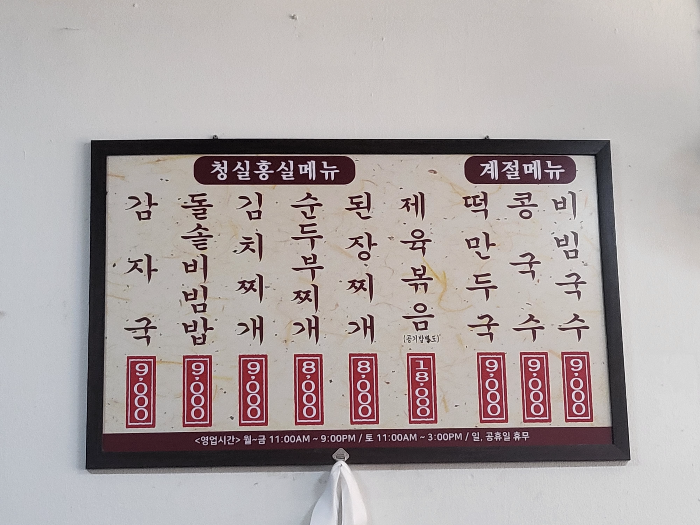 청실홍실메뉴
감자국
9,000
돌솥비빔밥
9,000
김치찌개
9,000
순두부찌개
8,000
된장찌개
8,000
제육볶음
(공기밥별도)
18,000
계절메뉴
떡만두국
9,000
콩국수
9,000
비빔국수
9,000
<영업시간> 월~금 11:00AM ~ 9:00PM / 토 11:00AM ~ 3:00PM / 일, 공휴일 휴무